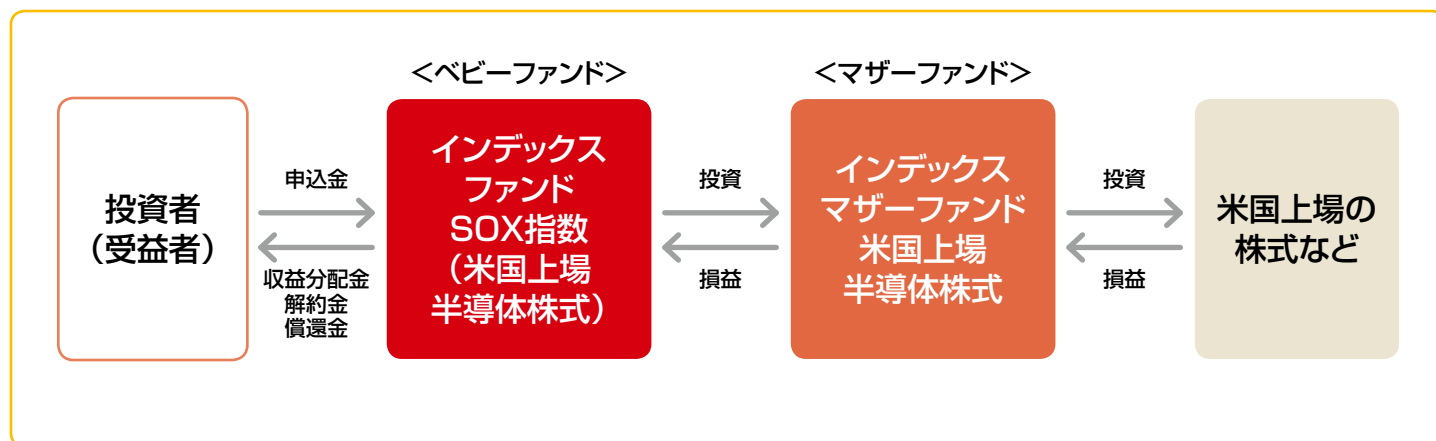 <ベビーファンド>
<マザーファンド>
投資者
（受益者）
申込金
収益分配金
解約金
償還金
インデックス
ファンド
SOX指数
（米国上場
半導体株式）
投資
損益
インデックス
マザーファンド
米国上場
半導体株式
投資
損益
米国上場の
株式など